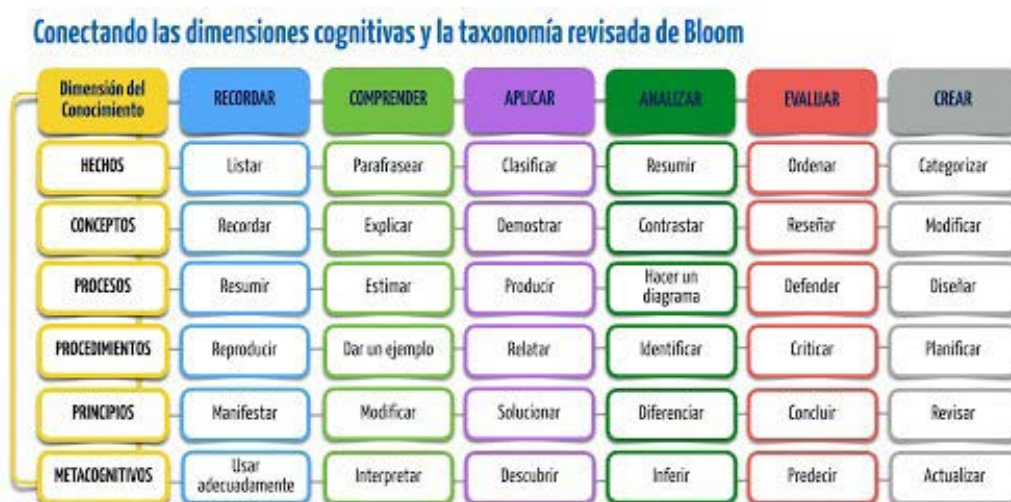 Conectando las dimensiones cognitivas y la taxonomía revisada de Bloom
Dimensión del
Conocimiento
RECORDAR
COMPRENDER
APLICAR
ANALIZAR
EVALUAR
CREAR
HECHOS
Listar
Parafrasear
Clasificar
Resumir
Ordenar
Categorizar
CONCEPTOS
Recordar
Explicar
Demostrar
Contrastar
Reseñar
Modificar
PROCESOS
Resumir
Estimar
Producir
Hacer un
diagrama
Defender
Diseñar
PROCEDIMIENTOS
Reproducir
Dar un ejemplo
Relatar
Identificar
Criticar
Planificar
PRINCIPIOS
Manifestar
Modificar
Solucionar
Diferenciar
Concluir
Revisar
METACOGNITIVOS
Usar
adecuadamente
Interpretar
Descubrir
Inferir
Predecir
Actualizar